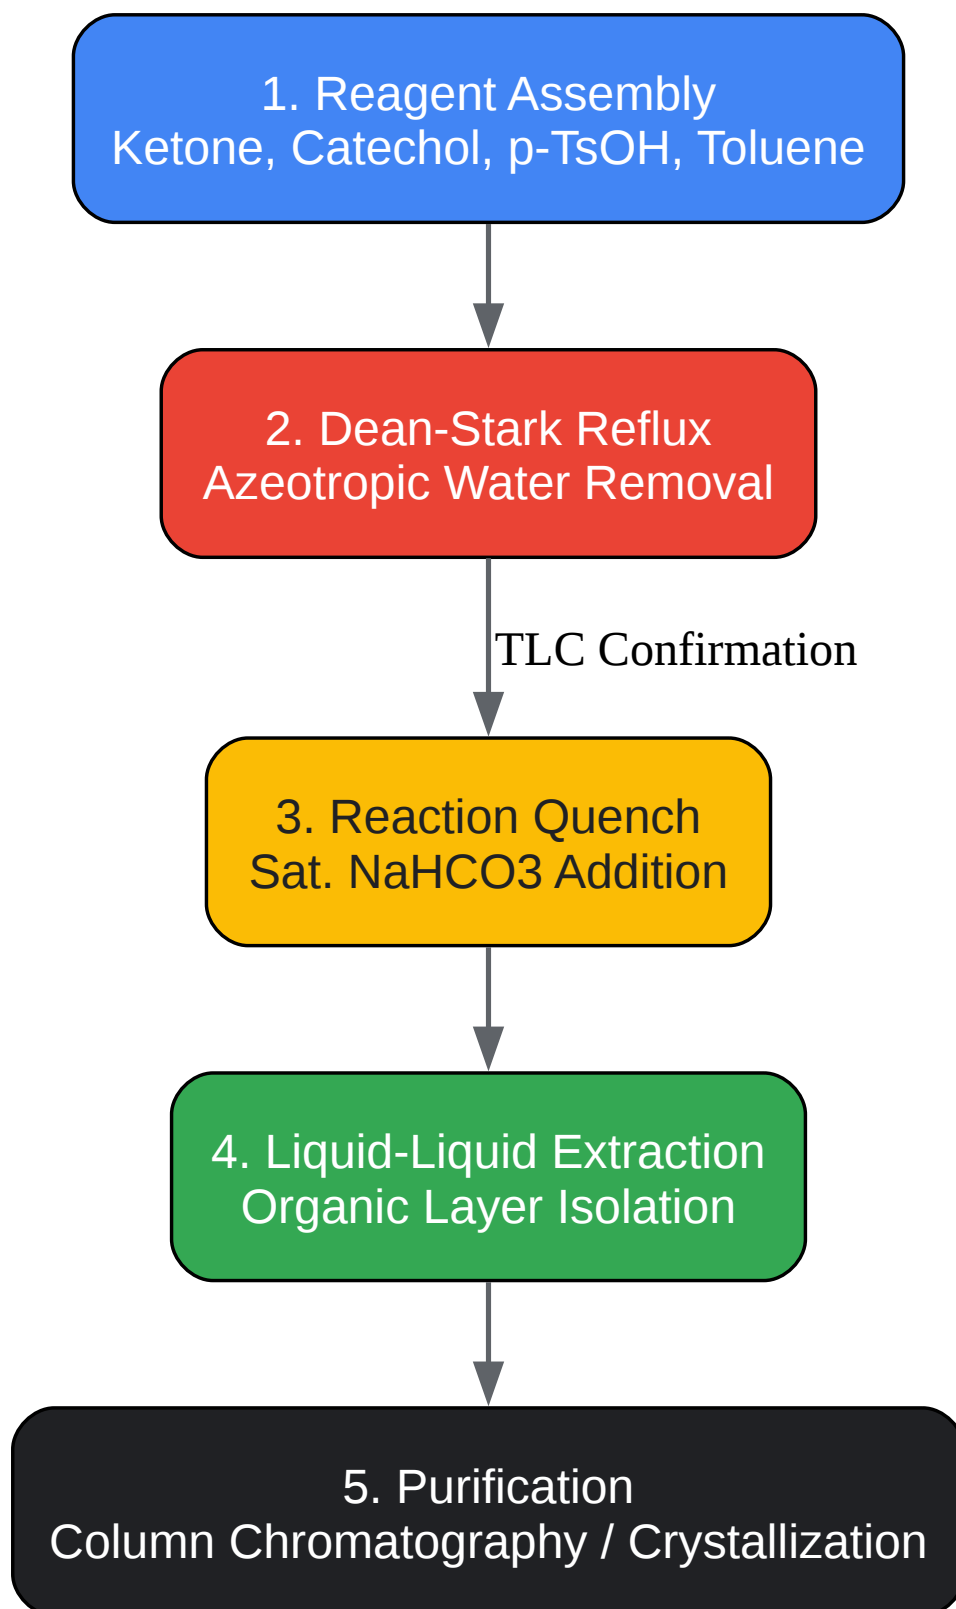 1. Reagent Assembly
Ketone, Catechol, p-TsOH, Toluene
2. Dean-Stark Reflux
Azeotropic Water Removal
TLC Confirmation
3. Reaction Quench
Sat. NaHCO3 Addition
4. Liquid-Liquid Extraction
Organic Layer Isolation
5. Purification
Column Chromatography / Crystallization